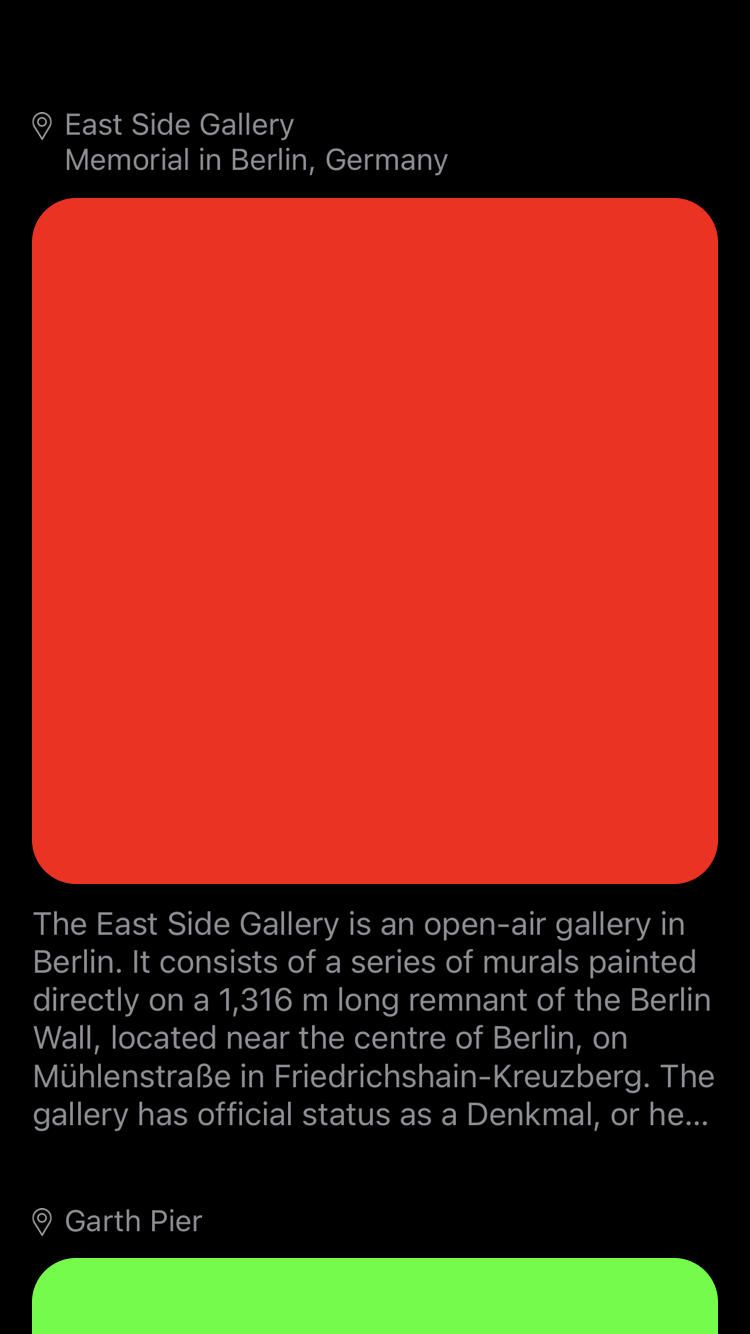 East Side Gallery
Memorial in Berlin, Germany
The East Side Gallery is an open-air gallery in
Berlin. It consists of a series of murals painted
directly on a 1,316 m long remnant of the Berlin
Wall, located near the centre of Berlin, on
Mühlenstraße in Friedrichshain-Kreuzberg. The
gallery has official status as a Denkmal, or he...
Garth Pier